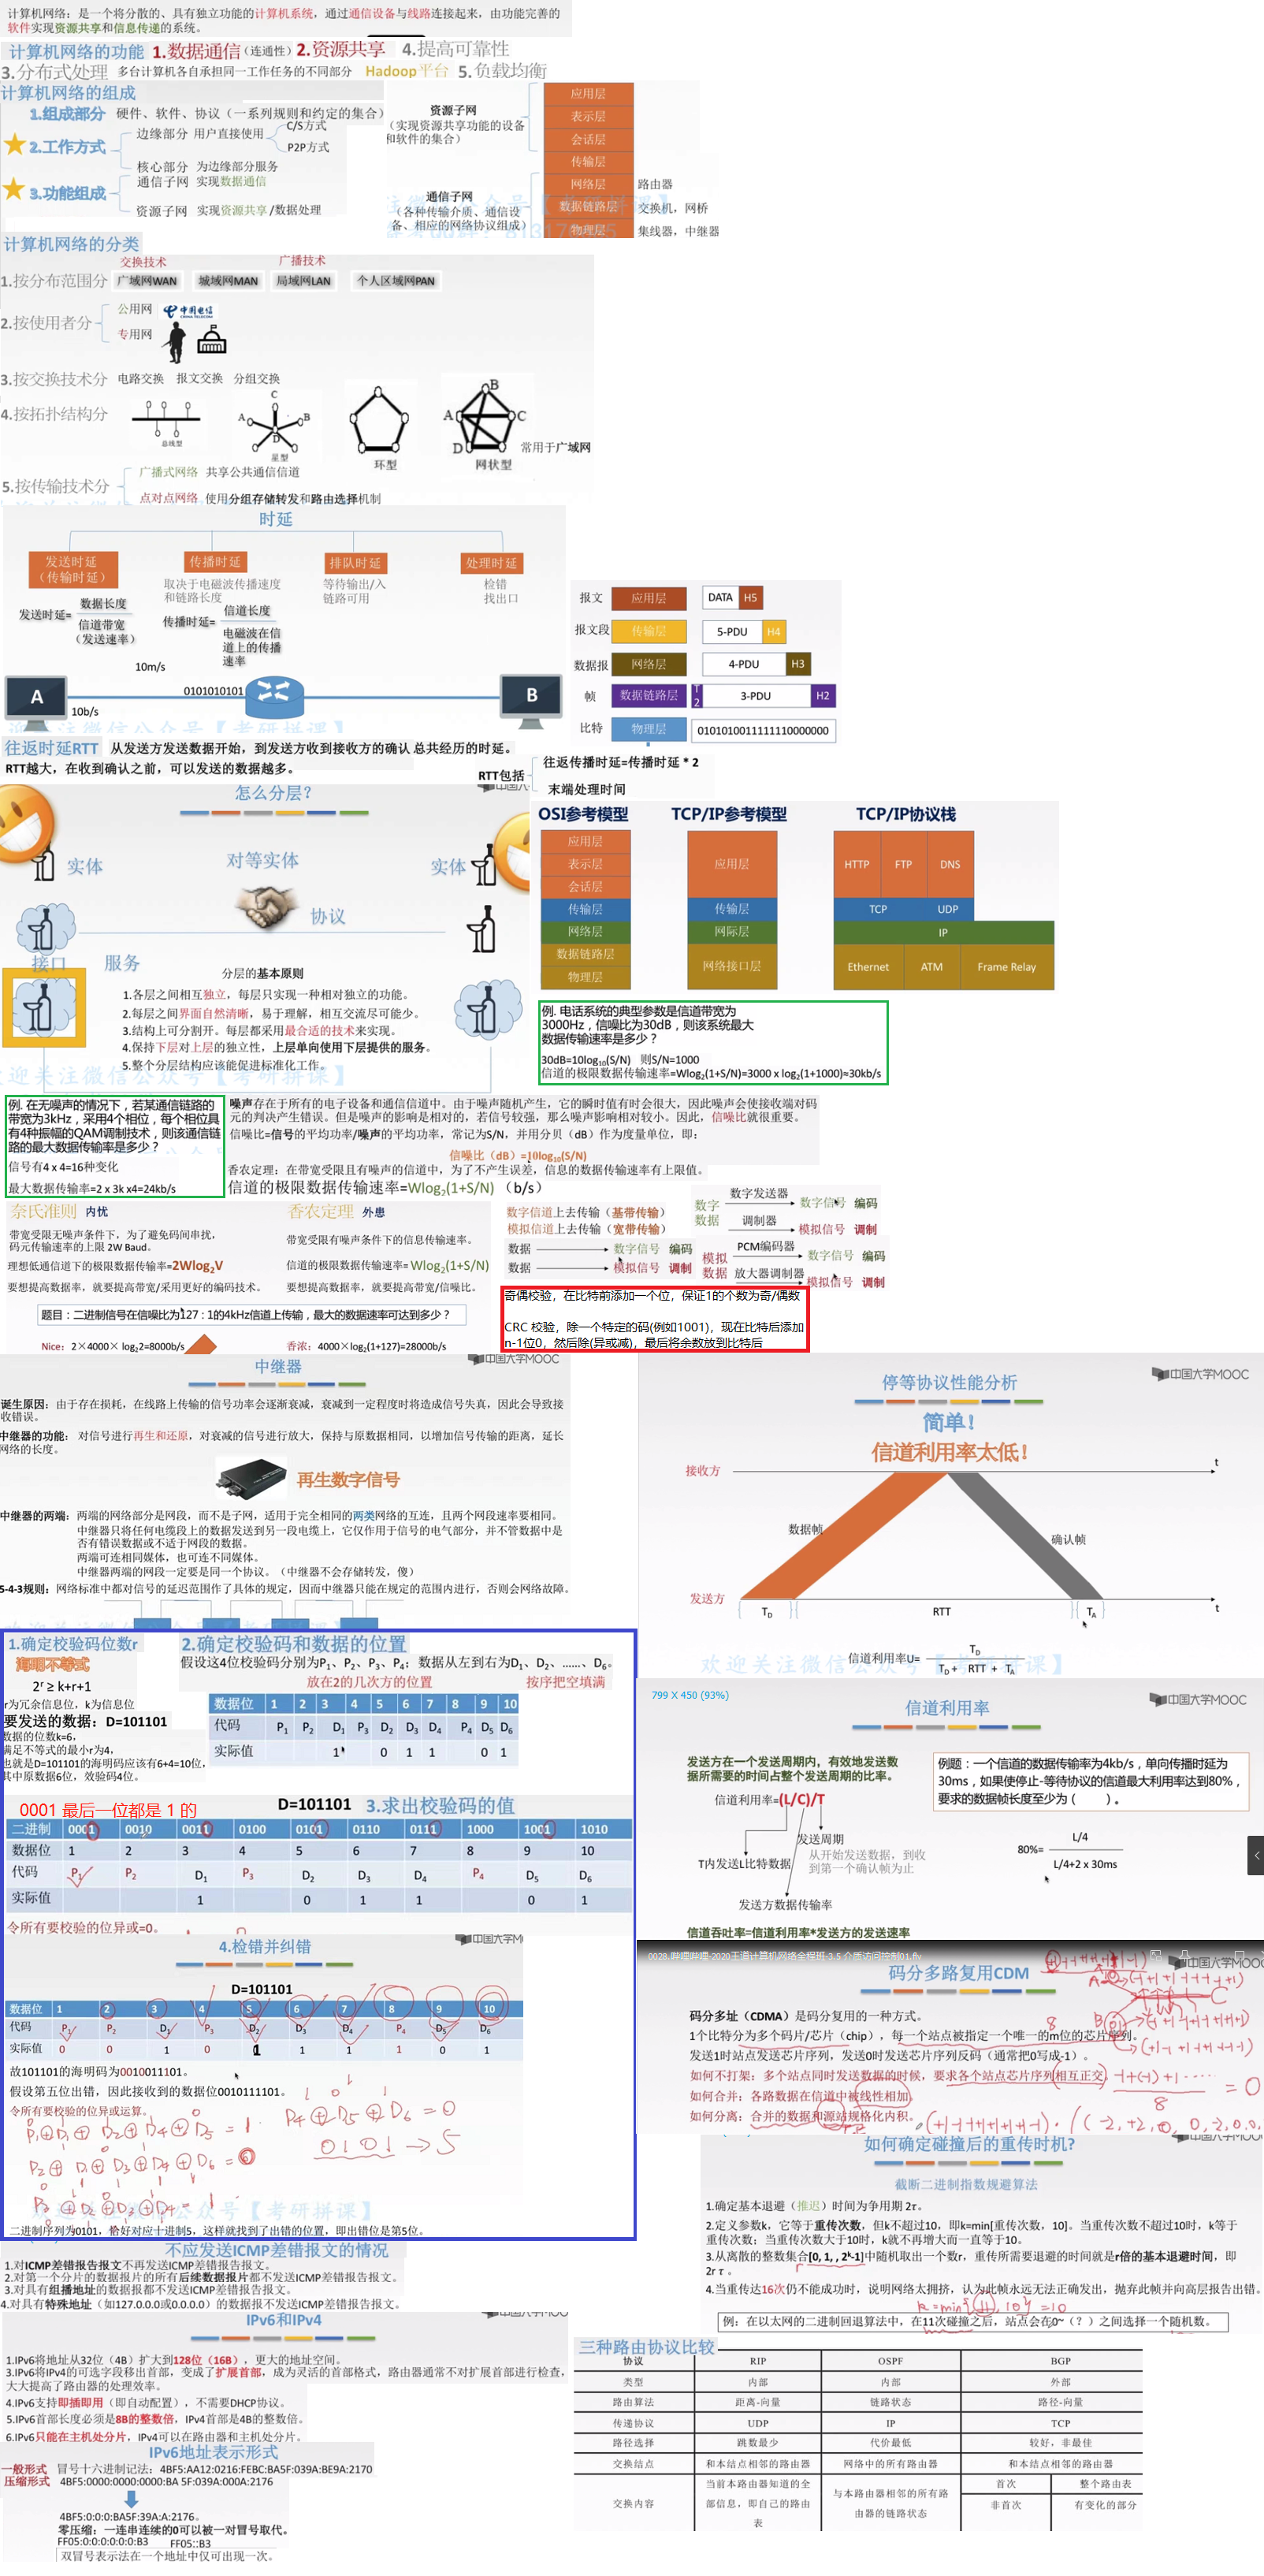 计算机网络：是一个将分散的、具有独立功能的计算机系统，通过通信设备与线路连接起来，由功能完善的
软件实现资源共享和信息传递的系统。
计算机网络的功能 1.数据通信（连通性） 2.资源共享 4.提高可靠性
3.分布式处理 多台计算机各自承担同一工作任务的不同部分 Hadoop平台 5.负载均衡
计算机网络的组成
1.组成部分 硬件、软件、协议（一系列规则和约定的集合）
2.工作方式
边缘部分 用户直接使用
C/S方式
P2P方式
核心部分 为边缘部分服务
3.功能组成
通信子网 实现数据通信
资源子网 实现资源共享/数据处理
资源子网
（实现资源共享功能的设备
和软件的集合）
通信子网
（各种传输介质、通信设
备、相应的网络协议组成）
应用层
表示层
会话层
传输层
网络层 路由器
数据链路层 交换机，网桥
物理层 集线器，中继器
计算机网络的分类
交换技术
广播技术
1.按分布范围分 广域网WAN 城域网MAN 局域网LAN 个人区域网PAN
2.按使用者分
公用网 中国电信
专用网
3.按交换技术分 电路交换 报文交换 分组交换
4.按拓扑结构分
总线型
A B C D
星型
环型
A B C D
网状型
常用于广域网
5.按传输技术分
广播式网络 共享公共通信信道
点对点网络 使用分组存储转发和路由选择机制
时延
发送时延
（传输时延）
传播时延
排队时延
处理时延
取决于电磁波传播速度
和链路长度
等待输出/入
链路可用
检错
找出口
发送时延=
数据长度
信道带宽
（发送速率）
传播时延=
信道长度
电磁波在信
道上的传播
速率
10m/s
A
10b/s
0101010101
B
报文 应用层 DATA H5
报文段 传输层 5-PDU H4
数据报 网络层 4-PDU H3
帧 数据链路层 T2 3-PDU H2
比特 物理层 0101010011111110000000
往返时延RTT 从发送方发送数据开始，到发送方收到接收方的确认 总共经历的时延。
RTT越大，在收到确认之前，可以发送的数据越多。
RTT包括
往返传播时延=传播时延 * 2
末端处理时间
怎么分层？
实体
对等实体
实体
协议
接口
服务
分层的基本原则
1.各层之间相互独立，每层只实现一种相对独立的功能。
2.每层之间界面自然清晰，易于理解，相互交流尽可能少。
3.结构上可分割开。每层都采用最合适的技术来实现。
4.保持下层对上层的独立性，上层单向使用下层提供的服务。
5.整个分层结构应该能促进标准化工作。
OSI参考模型 TCP/IP参考模型 TCP/IP协议栈
应用层
表示层
会话层
传输层
网络层
数据链路层
物理层
应用层
传输层
网际层
网络接口层
HTTP FTP DNS
TCP UDP
IP
Ethernet ATM Frame Relay
例. 电话系统的典型参数是信道带宽为
3000Hz，信噪比为30dB，则该系统最大
数据传输速率是多少？
30dB=10log10(S/N) 则S/N=1000
信道的极限数据传输速率=Wlog2(1+S/N)=3000 x log2(1+1000)≈30kb/s
例. 在无噪声的情况下，若某通信链路的
带宽为3kHz，采用4个相位，每个相位具
有4种振幅的QAM调制技术，则该通信链
路的最大数据传输率是多少？
信号有4 x 4=16种变化
最大数据传输率=2 x 3k x4=24kb/s
噪声存在于所有的电子设备和通信信道中。由于噪声随机产生，它的瞬时值有时会很大，因此噪声会使接收端对码
元的判决产生错误。但是噪声的影响是相对的，若信号较强，那么噪声影响相对较小。因此，信噪比就很重要。
信噪比=信号的平均功率/噪声的平均功率，常记为S/N，并用分贝（dB）作为度量单位，即：
信噪比（dB）=10log10(S/N)
香农定理：在带宽受限且有噪声的信道中，为了不产生误差，信息的数据传输速率有上限值。
信道的极限数据传输速率=Wlog2(1+S/N)（b/s）
奈氏准则 内忧
带宽受限无噪声条件下，为了避免码间串扰，
码元传输速率的上限 2W Baud。
理想低通信道下的极限数据传输率=2Wlog2V
要想提高数据率，就要提高带宽/采用更好的编码技术。
香农定理 外患
带宽受限有噪声条件下的信息传输速率。
信道的极限数据传输速率=Wlog2(1+S/N)
要想提高数据率，就要提高带宽/信噪比。
题目：二进制信号在信噪比为127 : 1的4kHz信道上传输，最大的数据速率可达到多少？
Nice：2×4000× log22=8000b/s
香浓：4000×log2(1+127)=28000b/s
数字信道上去传输（基带传输）
模拟信道上去传输（宽带传输）
数据 数字信号 编码
数据 模拟信号 调制
数字
数据
数字发送器 数字信号 编码
调制器 模拟信号 调制
模拟
数据
PCM编码器 数字信号 编码
放大器调制器 模拟信号 调制
奇偶校验，在比特前添加一个位，保证1的个数为奇/偶数
CRC 校验，除一个特定的码(例如1001)，现在比特后添加
n-1位0，然后除(异或减)，最后将余数放到比特后
中继器
中国大学MOOC
诞生原因：由于存在损耗，在线路上传输的信号功率会逐渐衰减，衰减到一定程度时将造成信号失真，因此会导致接
收错误。
中继器的功能：对信号进行再生和还原，对衰减的信号进行放大，保持与原数据相同，以增加信号传输的距离，延长
网络的长度。
再生数字信号
中继器的两端：两端的网络部分是网段，而不是子网，适用于完全相同的两类网络的互连，且两个网段速率要相同。
中继器只将任何电缆段上的数据发送到另一段电缆上，它仅作用于信号的电气部分，并不管数据中是
否有错误数据或不适于网段的数据。
两端可连相同媒体，也可连不同媒体。
中继器两端的网段一定要是同一个协议。（中继器不会存储转发，傻）
5-4-3规则：网络标准中都对信号的延迟范围作了具体的规定，因而中继器只能在规定的范围内进行，否则会网络故障。
停等协议性能分析
中国大学MOOC
简单！
信道利用率太低！
接收方 t
数据帧
确认帧
发送方 t
TD RTT TA
信道利用率U=
TD
TD + RTT + TA
欢迎关注微信公众号【考研拼课】
1.确定校验码位数r
海明不等式
2r ≥ k+r+1
r为冗余信息位，k为信息位
要发送的数据：D=101101
数据的位数k=6，
满足不等式的最小r为4，
也就是D=101101的海明码应该有6+4=10位，
其中原数据6位，效验码4位。
2.确定校验码和数据的位置
假设这4位校验码分别为P1、P2、P3、P4；数据从左到右为D1、D2、……、D6。
放在2的几次方的位置 按序把空填满
数据位 1 2 3 4 5 6 7 8 9 10
代码 P1 P2 D1 P3 D2 D3 D4 P4 D5 D6
实际值 1 0 1 1 0 1
0001 最后一位都是 1 的
D=101101 3.求出校验码的值
二进制 0001 0010 0011 0100 0101 0110 0111 1000 1001 1010
数据位 1 2 3 4 5 6 7 8 9 10
代码 P1 P2 D1 P3 D2 D3 D4 P4 D5 D6
实际值 1 0 1 1 0 1
令所有要校验的位异或=0。
4.检错并纠错
中国大学M
D=101101
数据位 1 2 3 4 5 6 7 8 9 10
代码 P1 P2 D1 P3 D2 D3 D4 P4 D5 D6
实际值 0 0 1 0 1 1 1 1 0 1
故101101的海明码为0010011101。
假设第五位出错，因此接收到的数据位0010111101。
令所有要校验的位异或运算。
P1⊕D1⊕D2⊕D4⊕D5=1
P2⊕D1⊕D3⊕D4⊕D6=0
P3⊕D2⊕D3⊕D4=1
P4⊕D5⊕D6=0
0101→5
二进制序列为0101，恰好对应十进制5，这样就找到了出错的位置，即出错位是第5位。
799 X 450 (93%)
信道利用率
中国大学MOOC
发送方在一个发送周期内，有效地发送数
据所需要的时间占整个发送周期的比率。
信道利用率=(L/C)/T
发送周期
从开始发送数据，到收
到第一个确认帧为止
T内发送L比特数据
发送方数据传输率
信道吞吐率=信道利用率*发送方的发送速率
例题：一个信道的数据传输率为4kb/s，单向传播时延为
30ms，如果使停止-等待协议的信道最大利用率达到80%，
要求的数据帧长度至少为（ ）。
80%=
L/4
L/4+2 x 30ms
0028.哔哩哔哩-2020王道计算机网络全程班-3.5 介质访问控制01.flv
码分多路复用CDM
码分多址（CDMA）是码分复用的一种方式。
1个比特分为多个码片/芯片（chip），每一个站点被指定一个唯一的m位的芯片序列。
发送1时站点发送芯片序列，发送0时发送芯片序列反码（通常把0写成-1）。
如何不打架：多个站点同时发送数据的时候，要求各个站点芯片序列相互正交
如何合并：各路数据在信道中被线性相加
如何分离：合并的数据和源站规格化内积。
如何确定碰撞后的重传时机?
截断二进制指数规避算法
1.确定基本退避（推迟）时间为争用期 2τ。
2.定义参数k，它等于重传次数，但k不超过10，即k=min[重传次数，10]。当重传次数不超过10时，k等于
重传次数；当重传次数大于10时，k就不再增大而一直等于10。
3.从离散的整数集合[0, 1, , 2k-1]中随机取出一个数r，重传所需要退避的时间就是r倍的基本退避时间，即
2rτ。
4.当重传达16次仍不能成功时，说明网络太拥挤，认为此帧永远无法正确发出，抛弃此帧并向高层报告出错。
k=min{11,10}=10
例：在以太网的二进制回退算法中，在11次碰撞之后，站点会在0~（？）之间选择一个随机数。
不应发送ICMP差错报文的情况
1.对ICMP差错报告报文不再发送ICMP差错报告报文。
2.对第一个分片的数据报片的所有后续数据报片都不发送ICMP差错报告报文。
3.对具有组播地址的数据报都不发送ICMP差错报告报文。
4.对具有特殊地址（如127.0.0.0或0.0.0.0）的数据报不发送ICMP差错报告报文。
IPv6和IPv4
1.IPv6将地址从32位（4B）扩大到128位（16B），更大的地址空间。
3.IPv6将IPv4的可选字段移出首部，变成了扩展首部，成为灵活的首部格式，路由器通常不对扩展首部进行检查，
大大提高了路由器的处理效率。
4.IPv6支持即插即用（即自动配置），不需要DHCP协议。
5.IPv6首部长度必须是8B的整数倍，IPv4首部是4B的整数倍。
6.IPv6只能在主机处分片，IPv4可以在路由器和主机处分片。
IPv6地址表示形式
一般形式 冒号十六进制记法：4BF5:AA12:0216:FEBC:BA5F:039A:BE9A:2170
压缩形式 4BF5:0000:0000:0000:BA 5F:039A:000A:2176
4BF5:0:0:0:BA5F:39A:A:2176。
零压缩：一连串连续的0可以被一对冒号取代。
FF05:0:0:0:0:0:0:B3 FF05::B3
双冒号表示法在一个地址中仅可出现一次。
三种路由协议比较
协议 RIP OSPF BGP
类型 内部 内部 外部
路由算法 距离-向量 链路状态 路径-向量
传递协议 UDP IP TCP
路径选择 跳数最少 代价最低 较好，非最佳
交换结点 和本结点相邻的路由器 网络中的所有路由器 和本结点相邻的路由器
交换内容
当前本路由器知道的全
部信息，即自己的路由
表
与本路由器相邻的所有路
由器的链路状态
首次 整个路由表
非首次 有变化的部分